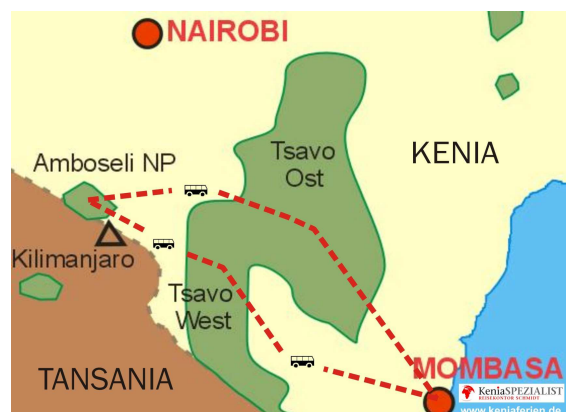 NAIROBI
Tsavo
Ost
KENIA
Amboseli NP
Kilimanjaro
Tsavo
West
TANSANIA
MOMBASA
KeniaSPEZIALIST
REISEKONTOR SCHMIDT
www.keniaferien.de